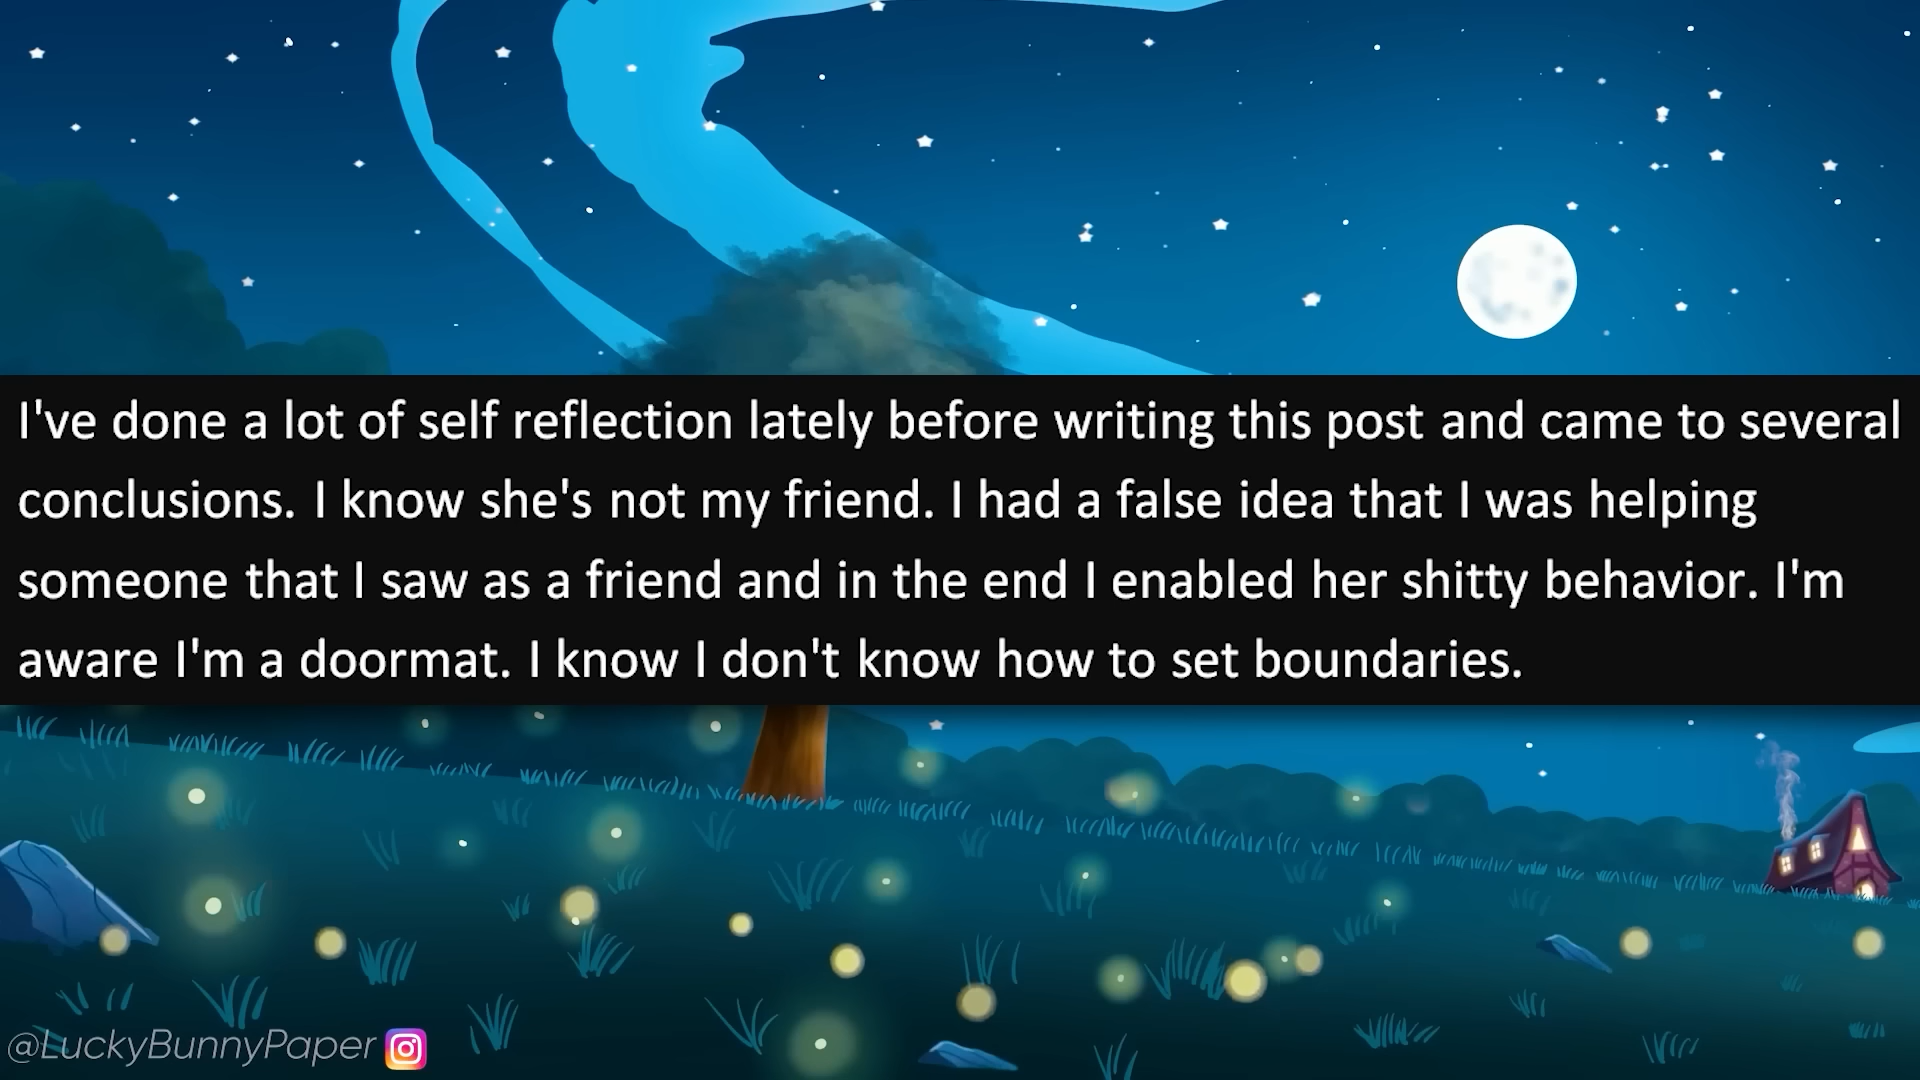 I've done a lot of self reflection lately before writing this post and came to several
conclusions. I know she's not my friend. I had a false idea that I was helping
someone that I saw as a friend and in the end I enabled her shitty behavior. I'm
aware I'm a doormat. I know I don't know how to set boundaries.
@LuckyBunnyPaper